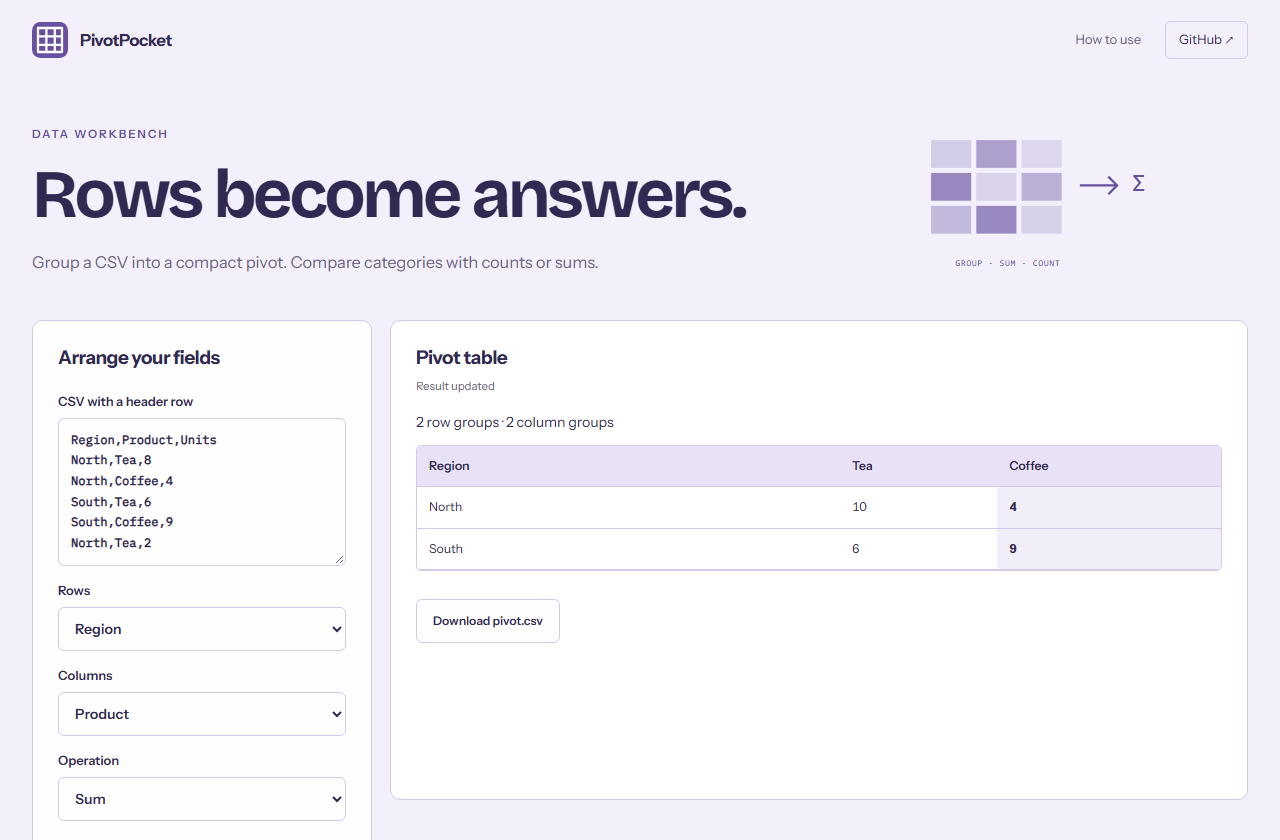 PivotPocket
How to use
GitHub ↗
DATA WORKBENCH
Rows become answers.
Group a CSV into a compact pivot. Compare categories with counts or sums.
Σ
GROUP · SUM · COUNT
Arrange your fields
CSV with a header row
Region,Product,Units
North,Tea,8
North,Coffee,4
South,Tea,6
South,Coffee,9
North,Tea,2
Rows
Region
Columns
Product
Operation
Sum
Pivot table
Result updated
2 row groups · 2 column groups
Region Tea Coffee
North 10 4
South 6 9
Download pivot.csv